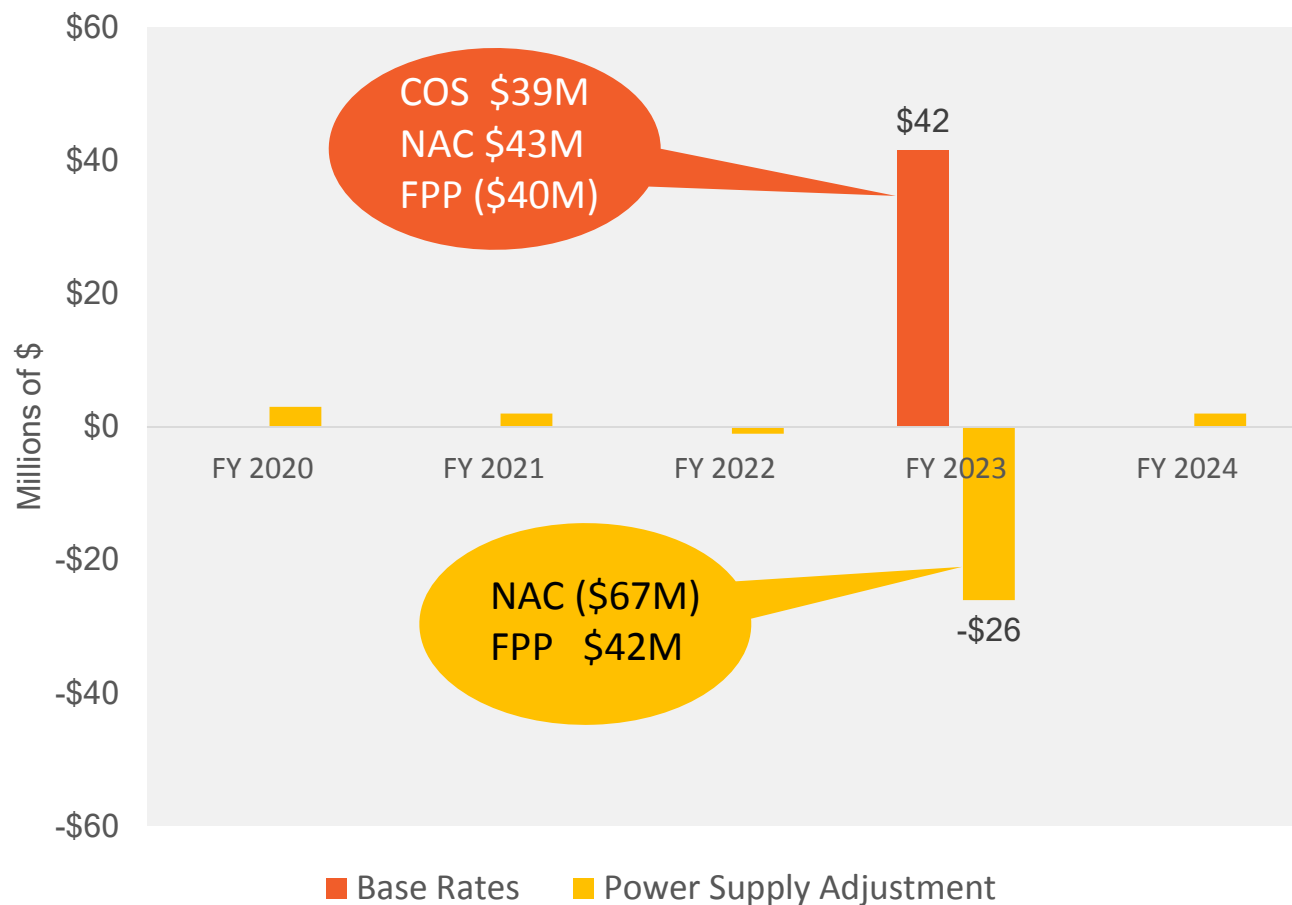 $60
$40
$20
$0
-$20
-$40
-$60
Millions of $
COS $39M
NAC $43M
FPP ($40M)
$42
FY 2020
FY 2021
FY 2022
FY 2023
FY 2024
NAC ($67M)
FPP $42M
-$26
Base Rates
Power Supply Adjustment